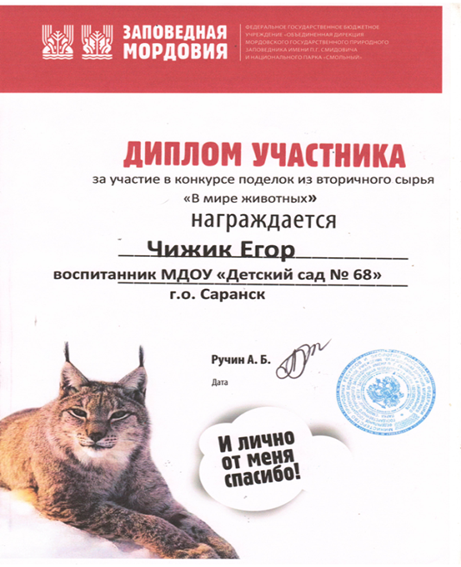 ЗАПОВЕДНАЯ
МОРДОВИЯ
ФЕДЕРАЛЬНОЕ ГОСУДАРСТВЕННОЕ БЮДЖЕТНОЕ
УЧРЕЖДЕНИЯ «ОБЪЕДИНЕННАЯ ДИРЕКЦИЯ
МОРДОВСКОГО ГОСУДАРСТВЕННОГО ПРИРОДНОГО
ЗАПОВЕДНИКА ИМЕНИ П.Г. СМИДОВИЧА
И НАЦИОНАЛЬНОГО ПАРКА «СМОЛЬНЫЙ»
ДИПЛОМ УЧАСТНИКА
за участие в конкурсе поделок из вторичного сырья
«В мире животных»
награждается
Чижик Егор
воспитанник МДОУ «Детский сад № 68»
г.о. Саранск
Ручин А. Б.
Дата
И лично
от меня
спасибо!